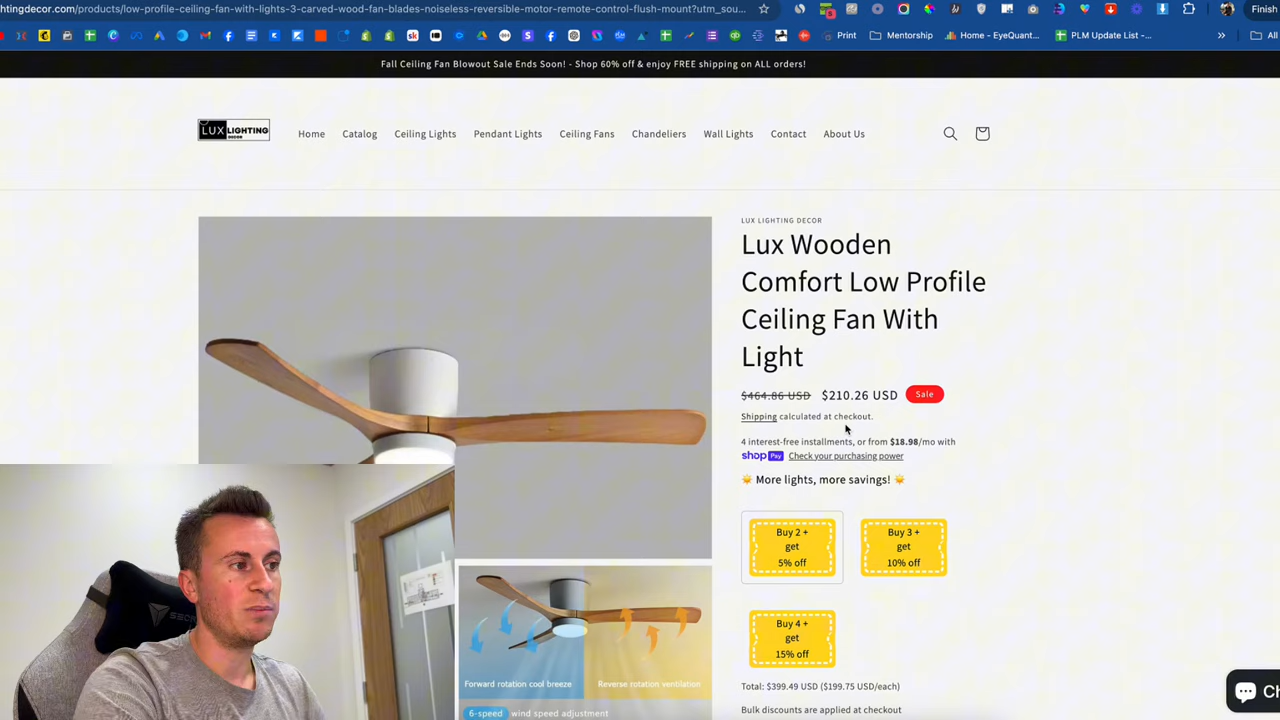 htingdecor.com/products/low-profile-ceiling-fan-with-lights-3-carved-wood-fan-blades-noiseless-reversible-motor-remote-control-flush-mount?utm_sou...
Finish
Print
Mentorship
Home - EyeQuant...
PLM Update List -...
»
All
Fall Ceiling Fan Blowout Sale Ends Soon! - Shop 60% off & enjoy FREE shipping on ALL orders!
LUX LIGHTING
DECOR
Home
Catalog
Ceiling Lights
Pendant Lights
Ceiling Fans
Chandeliers
Wall Lights
Contact
About Us
LUX LIGHTING DECOR
Lux Wooden
Comfort Low Profile
Ceiling Fan With
Light
$464.86 USD $210.26 USD Sale
Shipping calculated at checkout.
4 interest-free installments, or from $18.98/mo with
shop Pay Check your purchasing power
☀️ More lights, more savings! ☀️
Buy 2 +
get
5% off
Buy 3 +
get
10% off
Buy 4 +
get
15% off
Total: $399.49 USD ($199.75 USD/each)
Bulk discounts are applied at checkout
Forward rotation cool breeze
Reverse rotation ventilation
6-speed wind speed adjustment
Ch